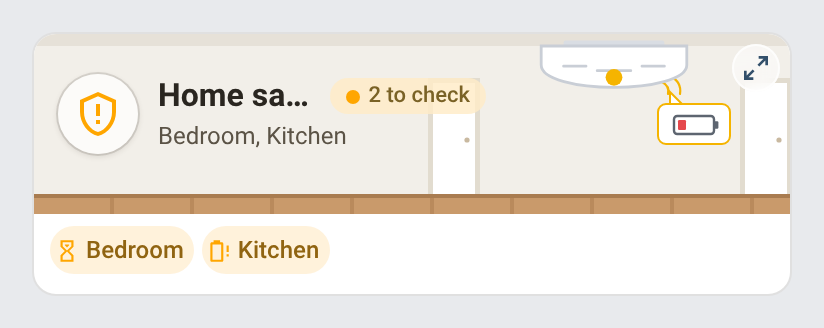 Home sa…
2 to check
Bedroom, Kitchen
Bedroom
Kitchen